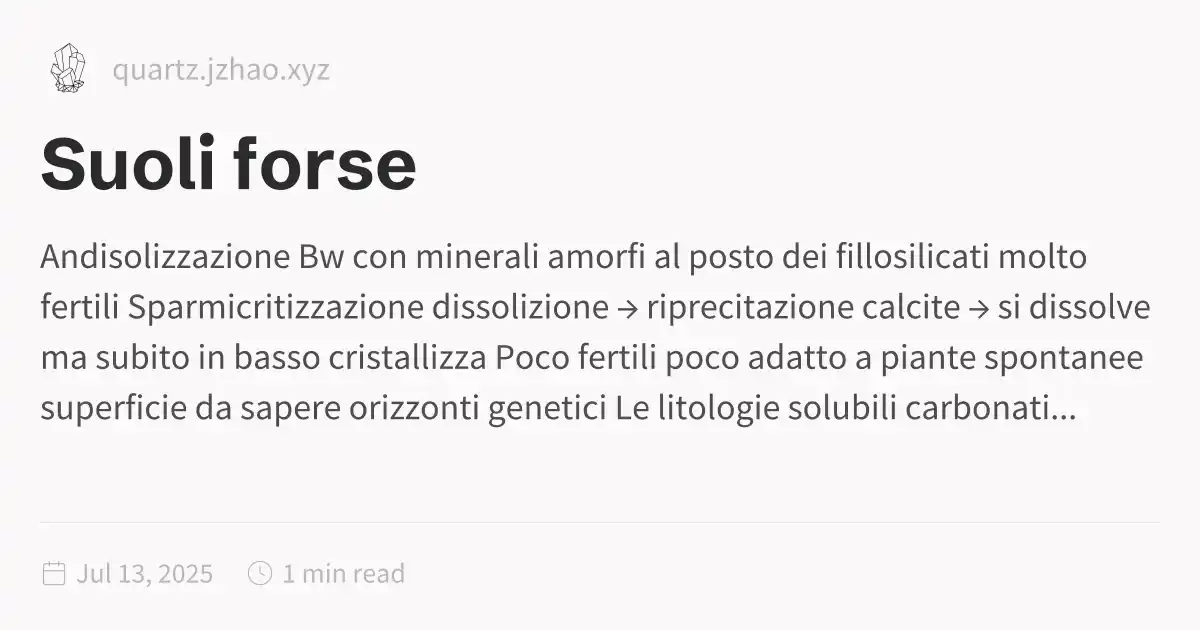 quartz.jzhao.xyz
Suoli forse
Andisolizzazione Bw con minerali amorfi al posto dei fillosilicati molto
fertili Sparmicritizzazione dissolizione → riprecitazione calcite → si dissolve
ma subito in basso cristallizza Poco fertili poco adatto a piante spontanee
superficie da sapere orizzonti genetici Le litologie solubili carbonati...
Jul 13, 2025 1 min read